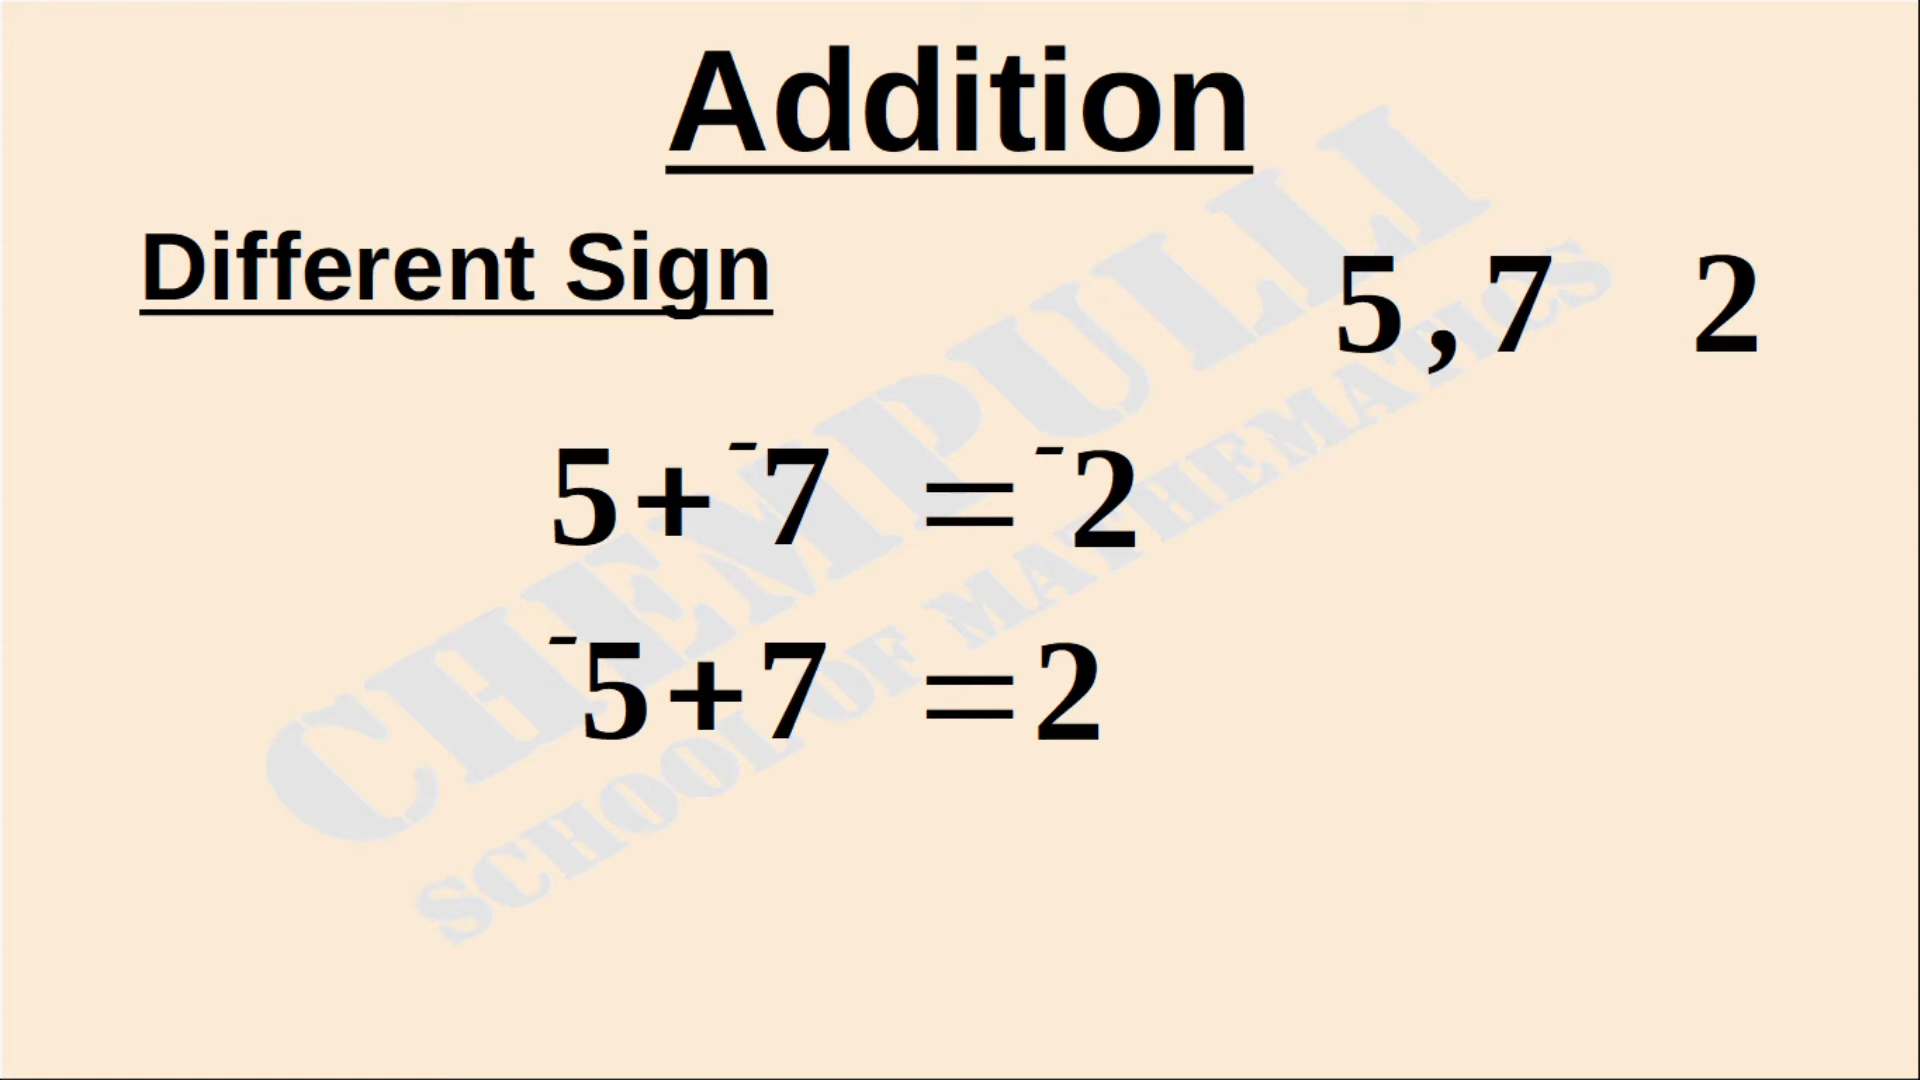 Addition
Different Sign
5,7 2
5+ ⁻7 = ⁻2
⁻5+7 =2
CHEMPULLI
SCHOOL OF MATHEMATICS